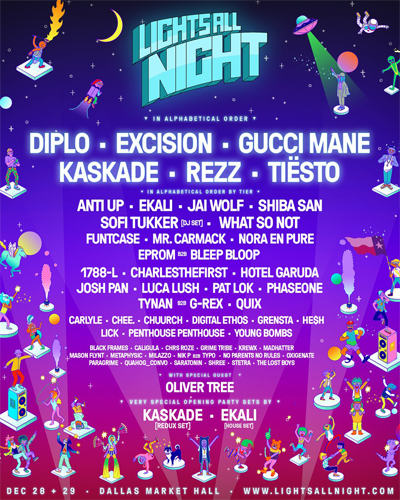 LIGHTS ALL
NIGHT
IN ALPHABETICAL ORDER
DIPLO · EXCISION · GUCCI MANE
KASKADE · REZZ · TIËSTO
IN ALPHABETICAL ORDER BY TIER
ANTI UP · EKALI · JAI WOLF · SHIBA SAN
SOFI TUKKER [DJ SET] · WHAT SO NOT
FUNTCASE · MR. CARMACK · NORA EN PURE
EPROM B2B BLEEP BLOOP
1788-L · CHARLESTHEFIRST · HOTEL GARUDA
JOSH PAN · LUCA LUSH · PAT LOK · PHASEONE
TYNAN B2B G-REX · QUIX
CARLYLE · CHEE. · CHUURCH · DIGITAL ETHOS · GRENSTA · HE$H
LICK · PENTHOUSE PENTHOUSE · YOUNG BOMBS
BLACK FRAMES · CALIGULA · CHRS ROZE · GRIME TRIBE · KREWX · MADHATTER
MASON FLYNT · METAPHYSIC · MILAZZO · NIK P B2B TYPO · NO PARENTS NO RULES · OXXGENATE
PARAGRIME · QUAHOG_CONVO · SARATONIN · SHREE · STETRA · THE LOST BOYS
WITH SPECIAL GUEST
OLIVER TREE
VERY SPECIAL OPENING PARTY SETS BY
KASKADE · EKALI
[REDUX SET] [HOUSE SET]
DEC 28 + 29 · DALLAS MARKET HALL · WWW.LIGHTSALLNIGHT.COM